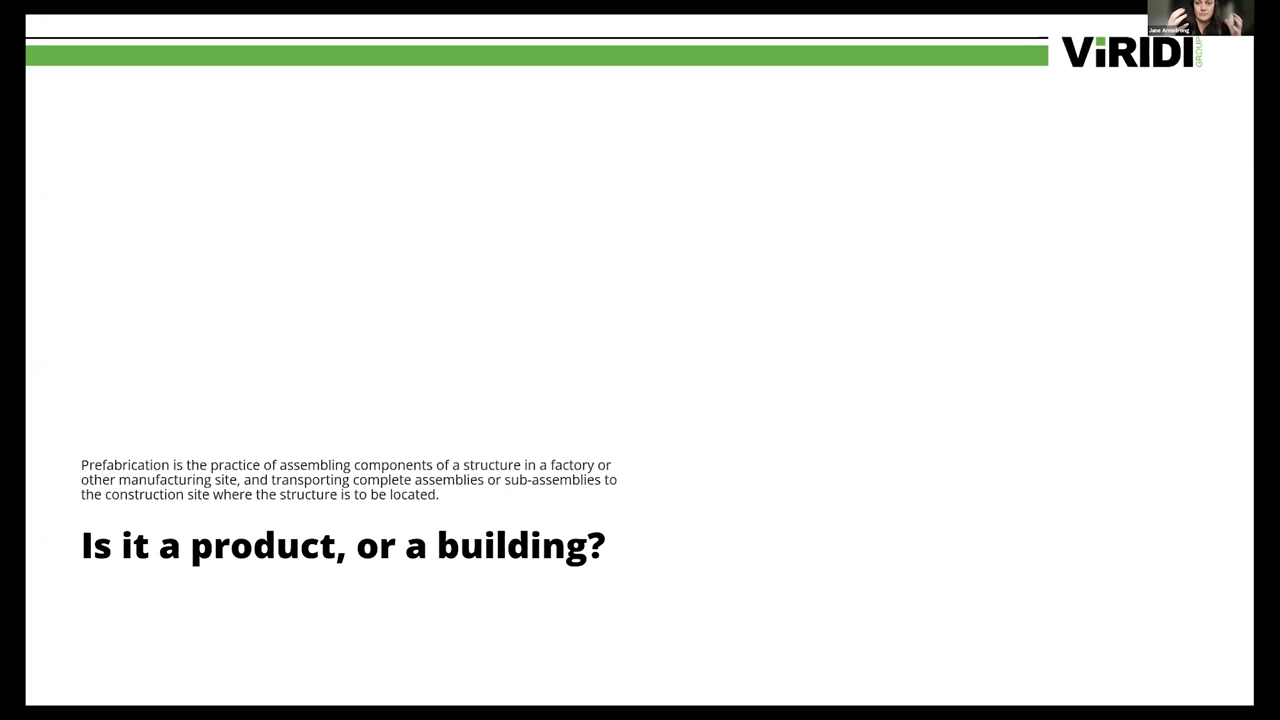 Jane Armstrong
ViRIDI GROUP
Prefabrication is the practice of assembling components of a structure in a factory or
other manufacturing site, and transporting complete assemblies or sub-assemblies to
the construction site where the structure is to be located.
Is it a product, or a building?